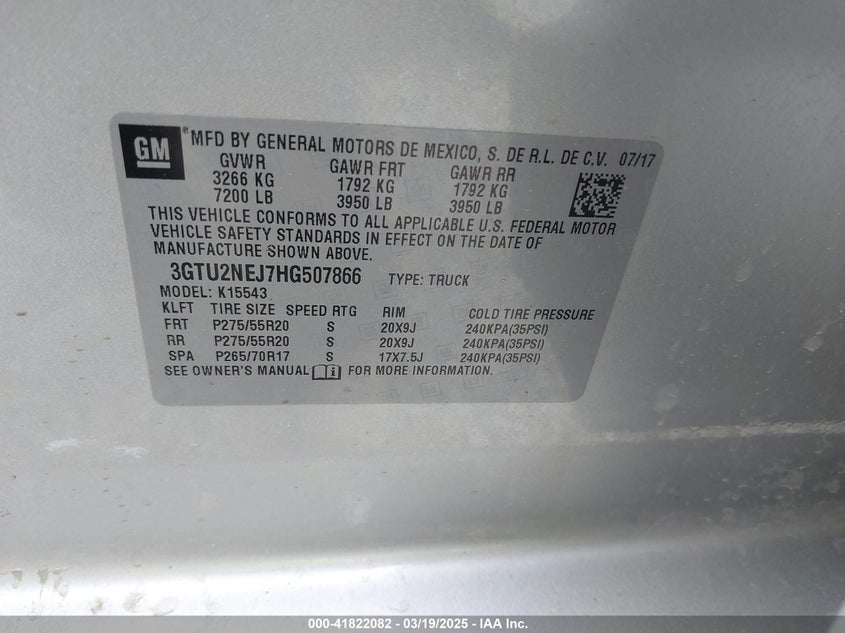 GM ® MFD BY GENERAL MOTORS DE MEXICO, S. DE R.L. DE C.V. 07/17
GVWR GAWR FRT GAWR RR
3266 KG 1792 KG 1792 KG
7200 LB 3950 LB 3950 LB
THIS VEHICLE CONFORMS TO ALL APPLICABLE U.S. FEDERAL MOTOR
VEHICLE SAFETY STANDARDS IN EFFECT ON THE DATE OF
MANUFACTURE SHOWN ABOVE.
3GTU2NEJ7HG507866 TYPE: TRUCK
MODEL: K15543
KLFT TIRE SIZE SPEED RTG RIM COLD TIRE PRESSURE
FRT P275/55R20 S 20X9J 240KPA(35PSI)
RR P275/55R20 S 20X9J 240KPA(35PSI)
SPA P265/70R17 S 17X7.5J 240KPA(35PSI)
SEE OWNER'S MANUAL FOR MORE INFORMATION.
000-41822082 - 03/19/2025 - IAA Inc.